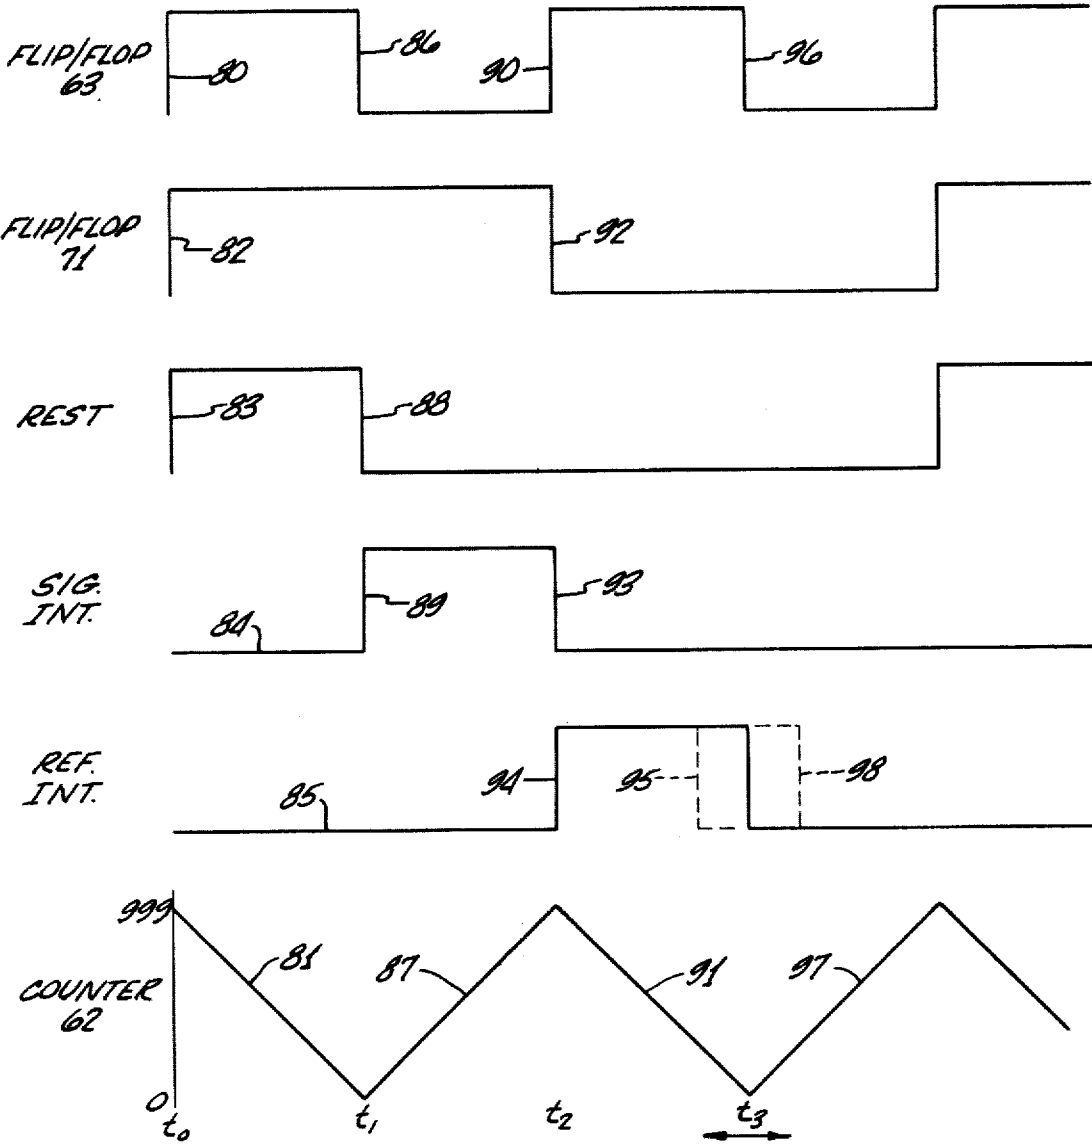 FLIP/FLOP
63
80
86
90
96
FLIP/FLOP
71
82
92
REST
83
88
SIG.
INT.
84
89
93
REF.
INT.
85
94
95
98
999
COUNTER
62
81
87
91
97
0
t₀
t₁
t₂
t₃